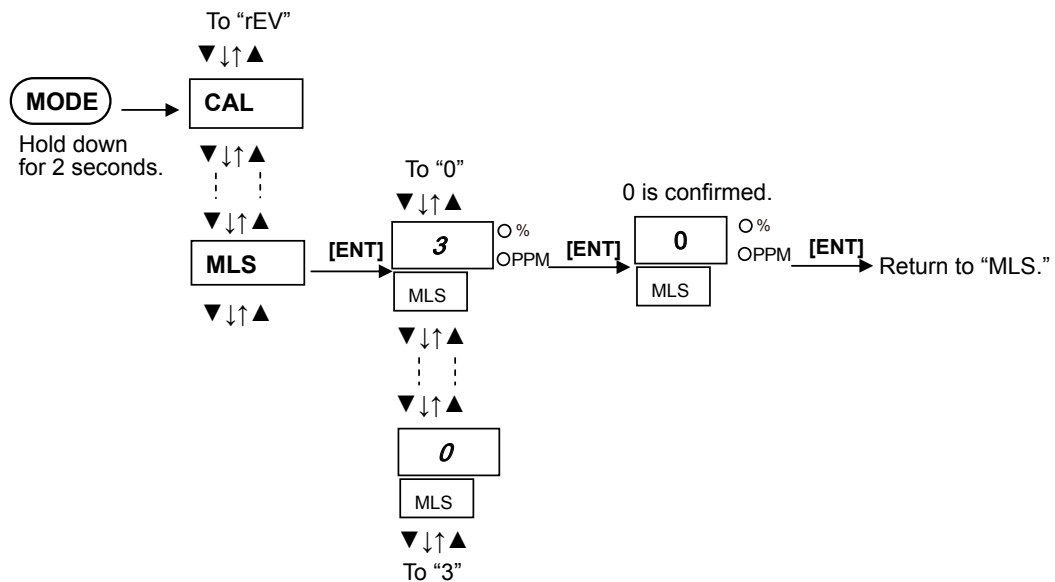 To “rEV”
▼↓↑▲
MODE
CAL
Hold down
for 2 seconds.
▼↓↑▲
▼↓↑▲
MLS
▼↓↑▲
[ENT]
To “0”
▼↓↑▲
3
%
PPM
MLS
▼↓↑▲
▼↓↑▲
0
MLS
▼↓↑▲
To “3”
[ENT]
0 is confirmed.
0
%
PPM
MLS
[ENT]
Return to “MLS.”